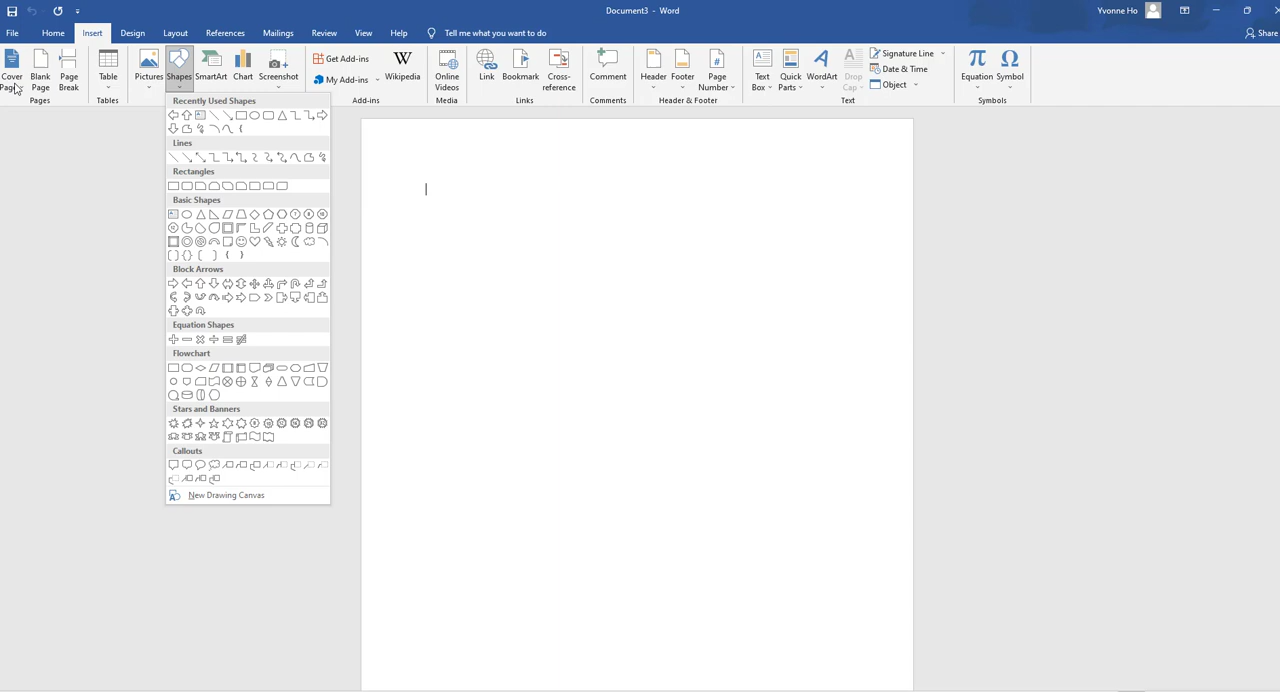 Document3 - Word
Yvonne Ho
File Home Insert Design Layout References Mailings Review View Help Tell me what you want to do
Share
Cover Page
Blank Page
Page Break
Pages
Table
Tables
Pictures
Shapes
SmartArt
Chart
Screenshot
Get Add-ins
My Add-ins
Wikipedia
Add-ins
Online Videos
Media
Link
Bookmark
Cross-reference
Links
Comment
Comments
Header
Footer
Page Number
Header & Footer
Text Box
Quick Parts
WordArt
Drop Cap
Signature Line
Date & Time
Object
Text
Equation
Symbol
Symbols
Recently Used Shapes
Lines
Rectangles
Basic Shapes
Block Arrows
Equation Shapes
Flowchart
Stars and Banners
Callouts
New Drawing Canvas